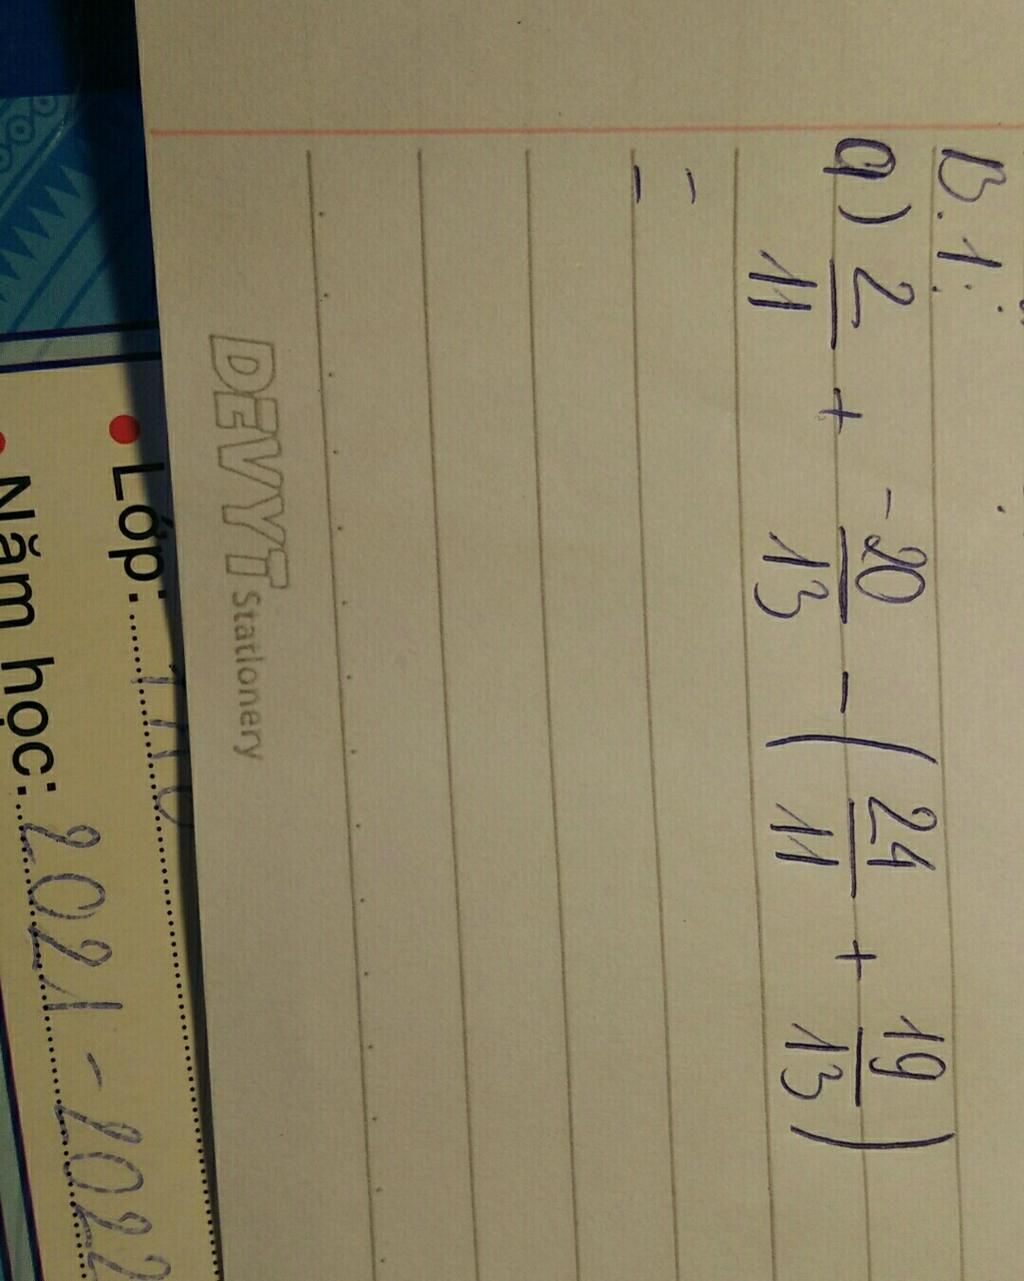 B.1:
a) 2/11 + -20/13 - ( 24/11 + 19/13 )
=
DEVYT Stationery
• Lớp:
• Năm học: 2021 - 2022